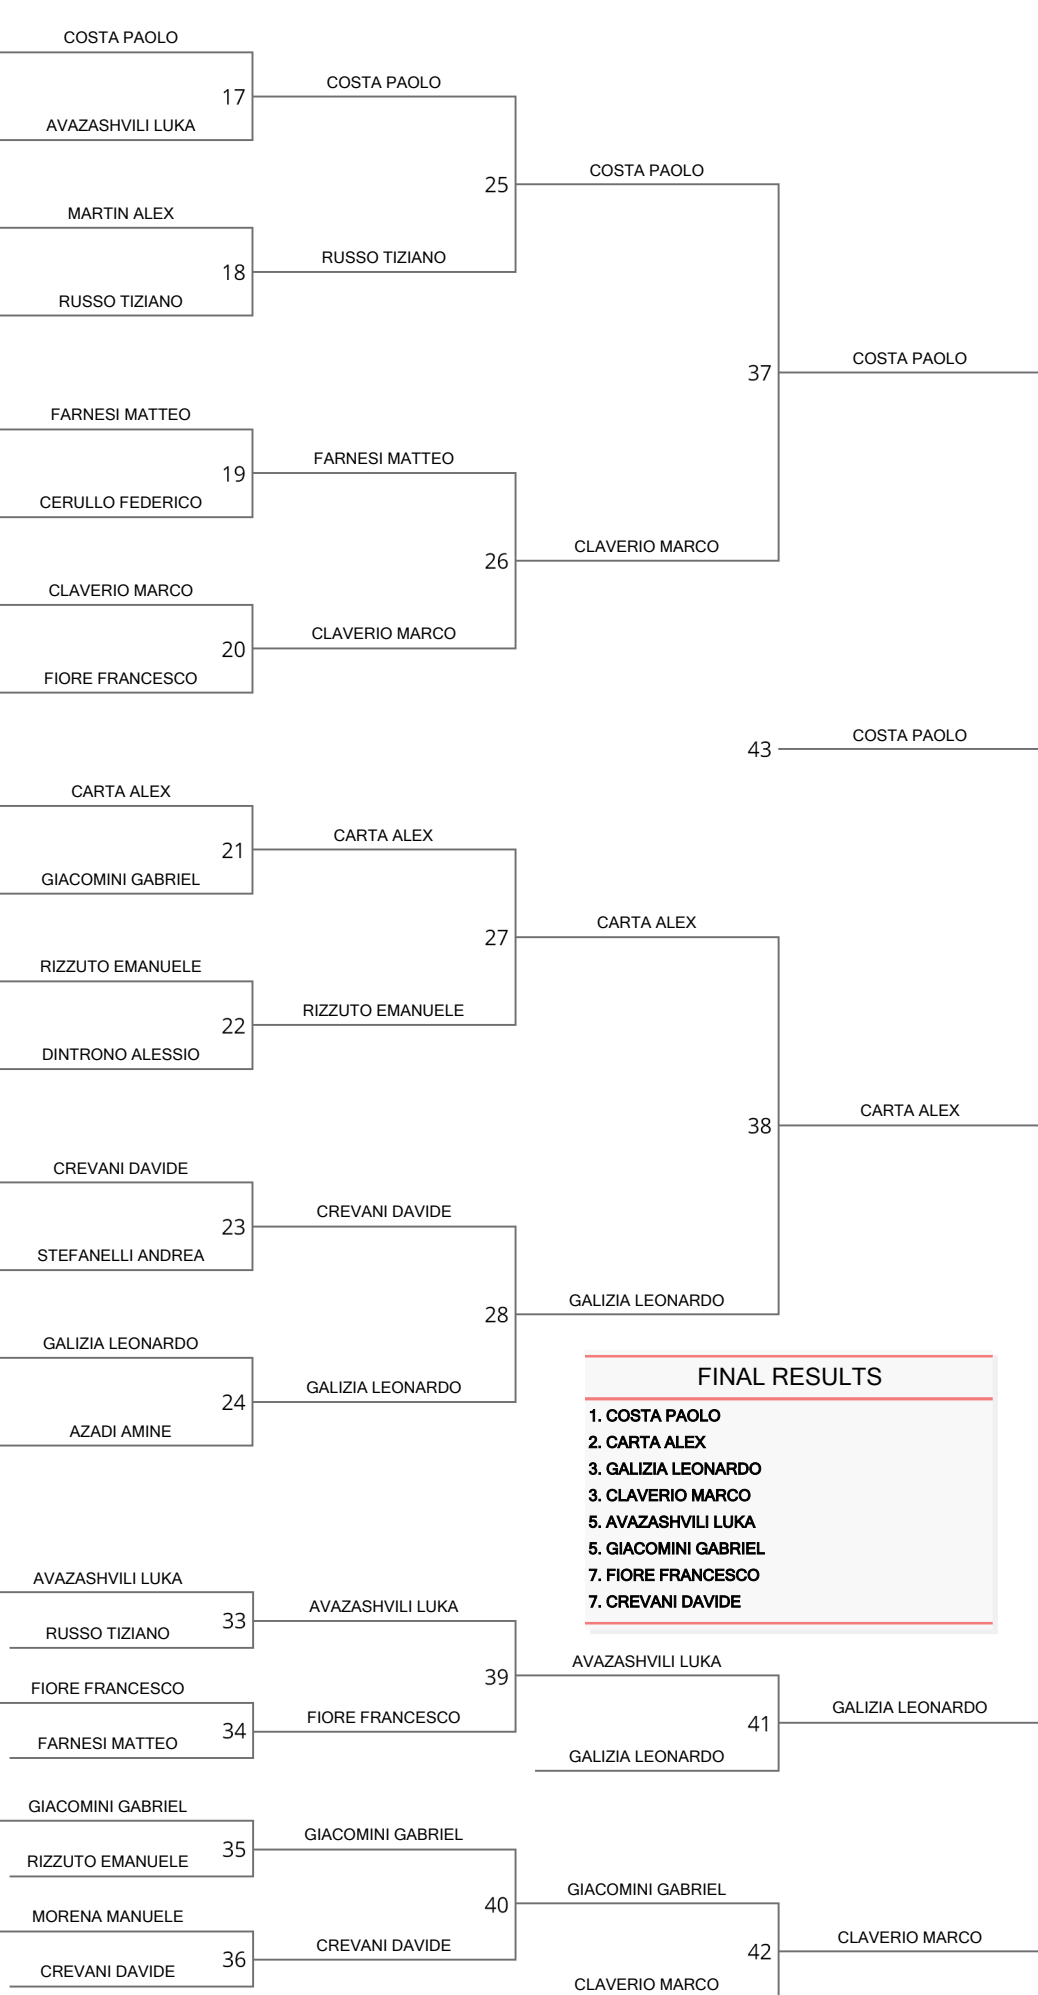 COSTA PAOLO
17
COSTA PAOLO
AVAZASHVILI LUKA
25
COSTA PAOLO
MARTIN ALEX
18
RUSSO TIZIANO
RUSSO TIZIANO
37
COSTA PAOLO
FARNESI MATTEO
19
FARNESI MATTEO
CERULLO FEDERICO
26
CLAVERIO MARCO
CLAVERIO MARCO
20
CLAVERIO MARCO
FIORE FRANCESCO
43
COSTA PAOLO
CARTA ALEX
21
CARTA ALEX
GIACOMINI GABRIEL
27
CARTA ALEX
RIZZUTO EMANUELE
22
RIZZUTO EMANUELE
DINTRONO ALESSIO
38
CARTA ALEX
CREVANI DAVIDE
23
CREVANI DAVIDE
STEFANELLI ANDREA
28
GALIZIA LEONARDO
GALIZIA LEONARDO
24
GALIZIA LEONARDO
AZADI AMINE
FINAL RESULTS
1. COSTA PAOLO
2. CARTA ALEX
3. GALIZIA LEONARDO
3. CLAVERIO MARCO
5. AVAZASHVILI LUKA
5. GIACOMINI GABRIEL
7. FIORE FRANCESCO
7. CREVANI DAVIDE
AVAZASHVILI LUKA
33
AVAZASHVILI LUKA
RUSSO TIZIANO
39
AVAZASHVILI LUKA
FIORE FRANCESCO
34
FIORE FRANCESCO
FARNESI MATTEO
41
GALIZIA LEONARDO
GALIZIA LEONARDO
GIACOMINI GABRIEL
35
GIACOMINI GABRIEL
RIZZUTO EMANUELE
40
GIACOMINI GABRIEL
MORENA MANUELE
36
CREVANI DAVIDE
CREVANI DAVIDE
42
CLAVERIO MARCO
CLAVERIO MARCO